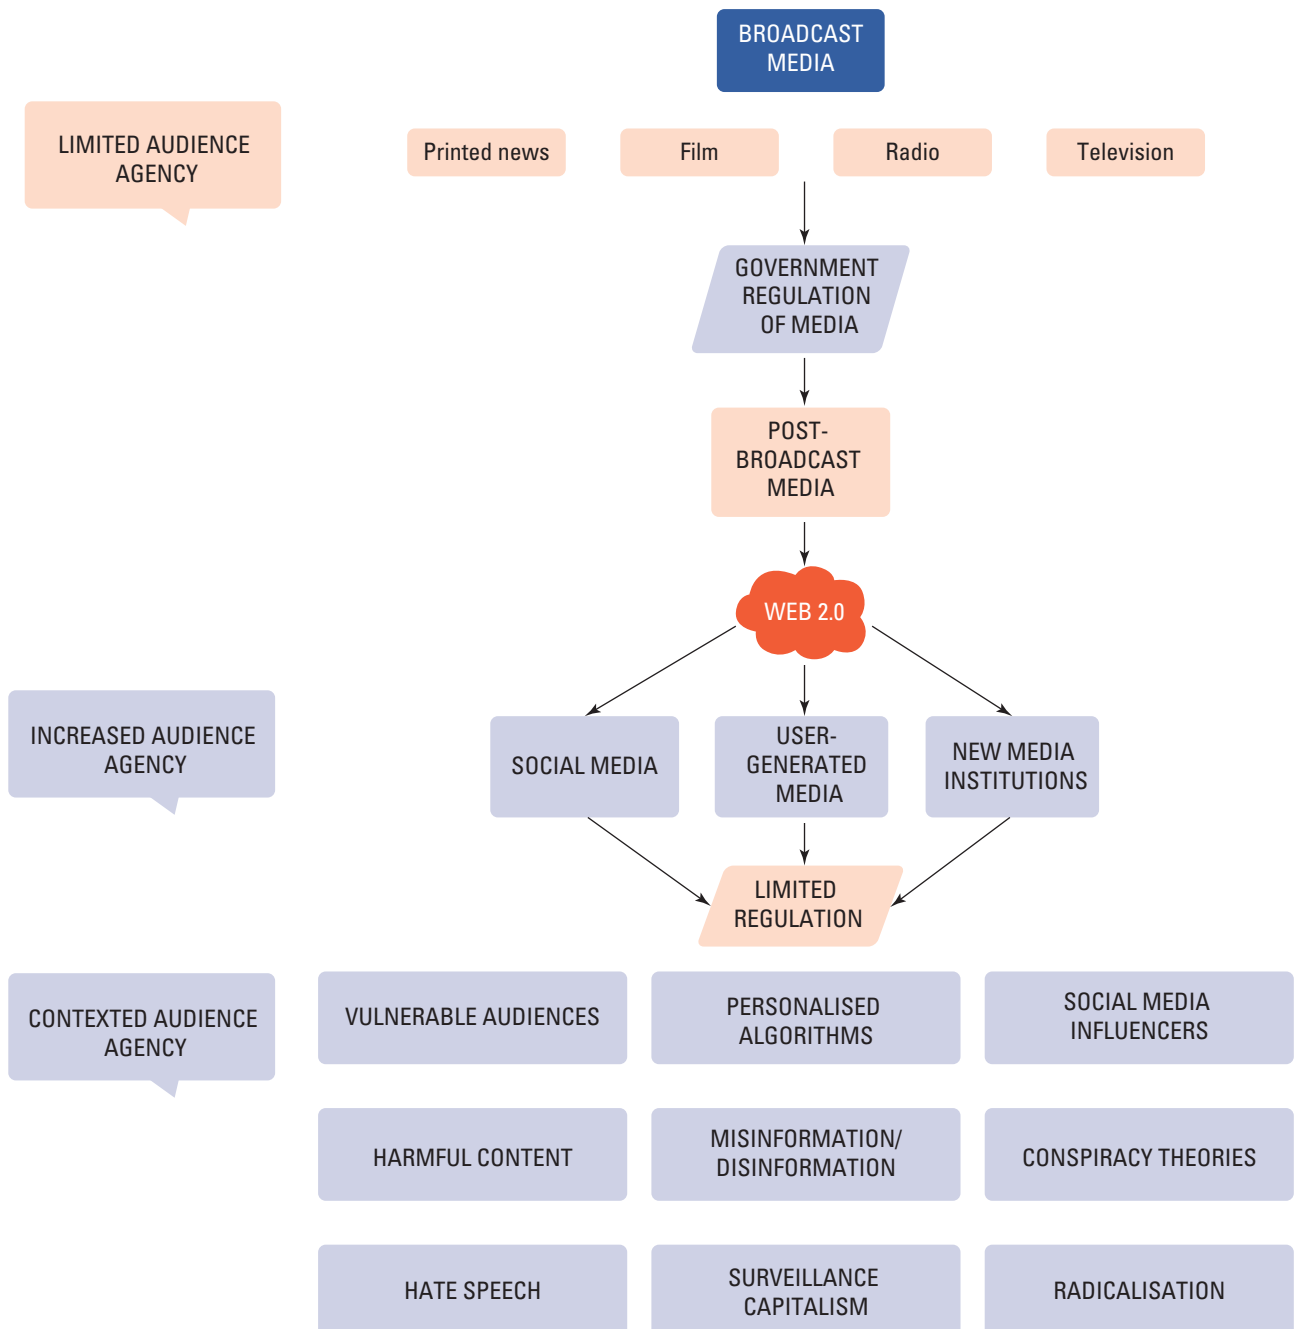 BROADCAST
MEDIA
LIMITED AUDIENCE
AGENCY
Printed news
Film
Radio
Television
GOVERNMENT
REGULATION
OF MEDIA
POST-
BROADCAST
MEDIA
WEB 2.0
INCREASED AUDIENCE
AGENCY
SOCIAL MEDIA
USER-
GENERATED
MEDIA
NEW MEDIA
INSTITUTIONS
LIMITED
REGULATION
CONTEXTED AUDIENCE
AGENCY
VULNERABLE AUDIENCES
PERSONALISED
ALGORITHMS
SOCIAL MEDIA
INFLUENCERS
HARMFUL CONTENT
MISINFORMATION/
DISINFORMATION
CONSPIRACY THEORIES
HATE SPEECH
SURVEILLANCE
CAPITALISM
RADICALISATION